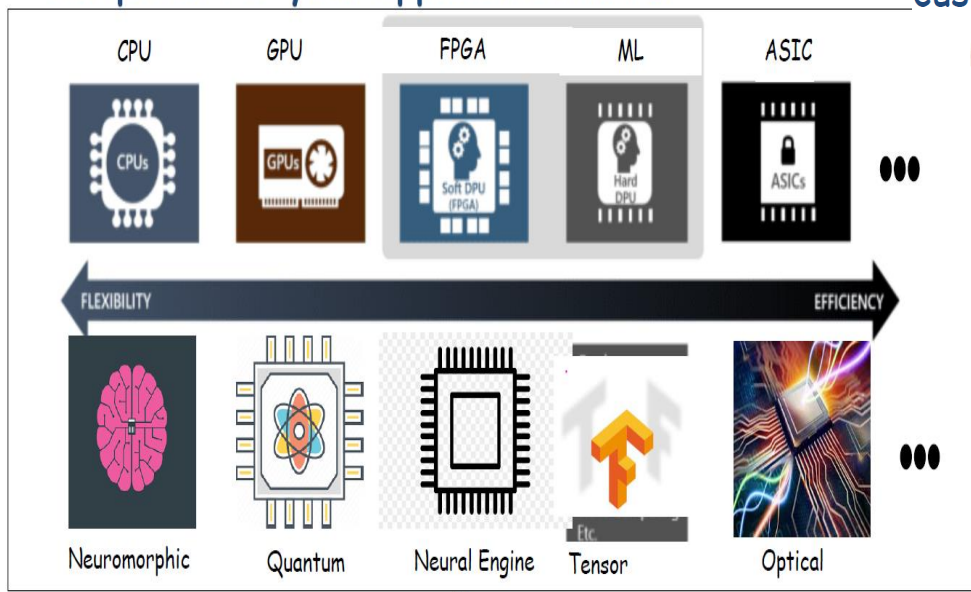 CPU GPU FPGA ML ASIC
CPUs
GPUs
Soft DPU
(FPGA)
Hard
DPU
ASICs
FLEXIBILITY EFFICIENCY
Etc.
Neuromorphic Quantum Neural Engine Tensor Optical